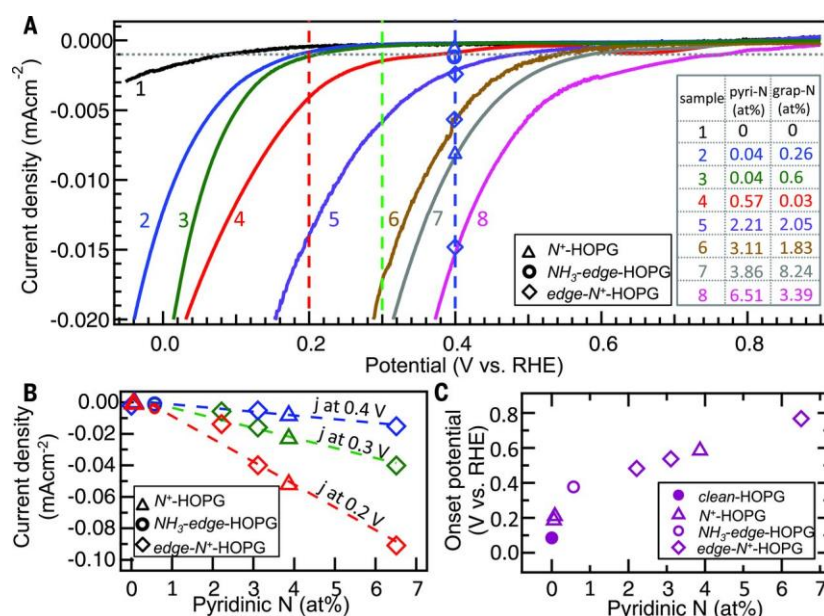 A
0.000
-0.005
-0.010
-0.015
-0.020
Current density (mAcm⁻²)
0.0 0.2 0.4 0.6 0.8
Potential (V vs. RHE)
1
2
3
4
5
6
7
8
N⁺-HOPG
NH₃-edge-HOPG
edge-N⁺-HOPG
sample pyri-N (at%) grap-N (at%)
1 0 0
2 0.04 0.26
3 0.04 0.6
4 0.57 0.03
5 2.21 2.05
6 3.11 1.83
7 3.86 8.24
8 6.51 3.39
B
0.00
-0.02
-0.04
-0.06
-0.08
-0.10
Current density
(mAcm⁻²)
j at 0.4 V
j at 0.3 V
j at 0.2 V
N⁺-HOPG
NH₃-edge-HOPG
edge-N⁺-HOPG
0 1 2 3 4 5 6 7
Pyridinic N (at%)
C
0.8
0.6
0.4
0.2
0.0
Onset potential
(V vs. RHE)
clean-HOPG
N⁺-HOPG
NH₃-edge-HOPG
edge-N⁺-HOPG
0 1 2 3 4 5 6 7
Pyridinic N (at%)